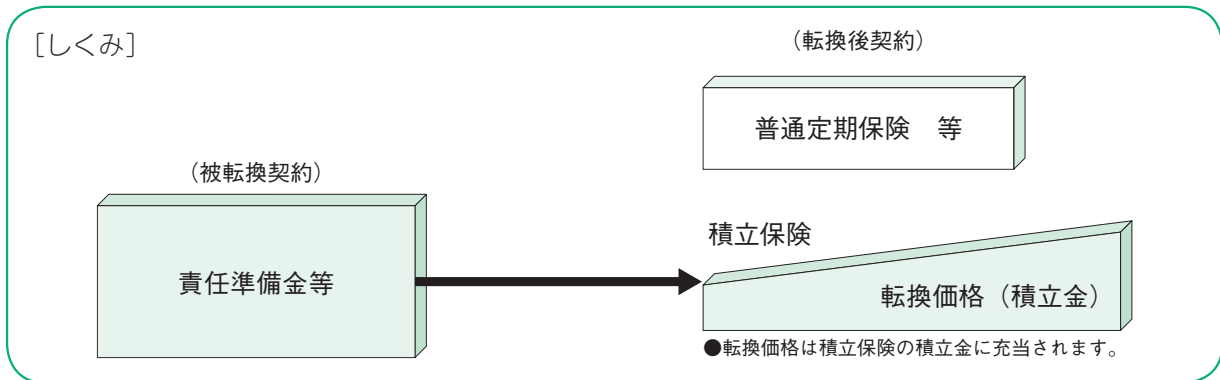 ［しくみ］
（転換後契約）
普通定期保険　等
（被転換契約）
責任準備金等
積立保険
転換価格（積立金）
●転換価格は積立保険の積立金に充当されます。